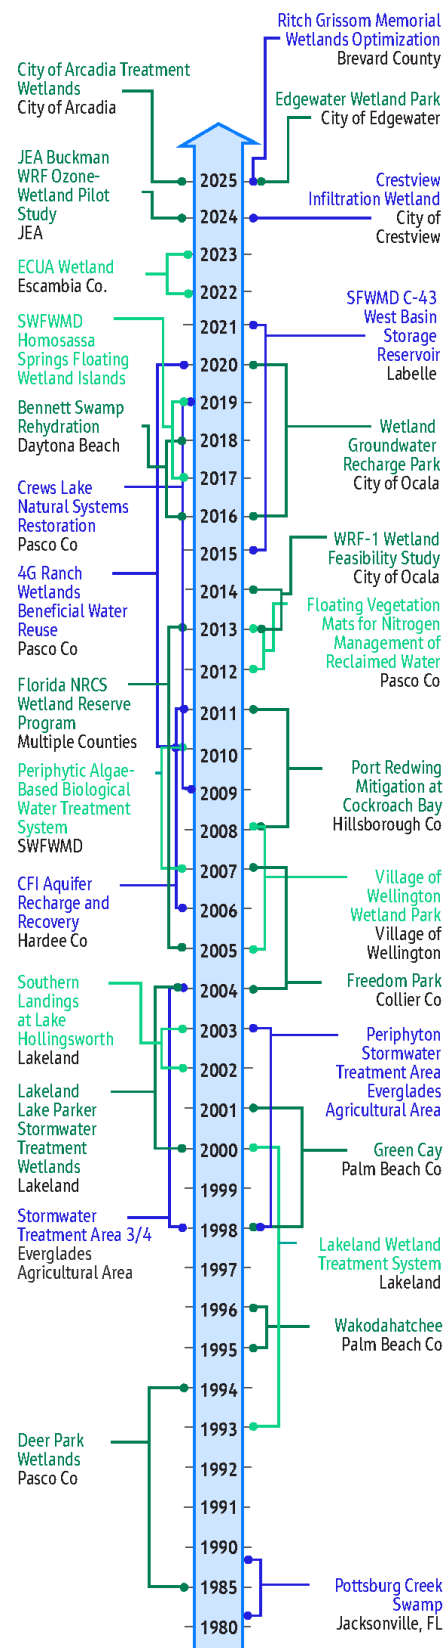 Ritch Grissom Memorial
Wetlands Optimization
Brevard County
City of Arcadia Treatment
Wetlands
City of Arcadia
Edgewater Wetland Park
City of Edgewater
JEA Buckman
WRF Ozone-
Wetland Pilot
Study
JEA
2025
Crestview
Infiltration Wetland
City of
Crestview
2024
ECUA Wetland
Escambia Co.
2023
2022
SFWMD C-43
West Basin
Storage
Reservoir
Labelle
SWFWMD
Homosassa
Springs Floating
Wetland Islands
2021
2020
Bennett Swamp
Rehydration
Daytona Beach
2019
2018
Wetland
Groundwater
Recharge Park
City of Ocala
2017
Crews Lake
Natural Systems
Restoration
Pasco Co
2016
2015
WRF-1 Wetland
Feasibility Study
City of Ocala
4G Ranch
Wetlands
Beneficial Water
Reuse
Pasco Co
2014
Floating Vegetation
Mats for Nitrogen
Management of
Reclaimed Water
Pasco Co
2013
2012
Florida NRCS
Wetland Reserve
Program
Multiple Counties
2011
2010
Port Redwing
Mitigation at
Cockroach Bay
Hillsborough Co
Periphytic Algae-
Based Biological
Water Treatment
System
SWFWMD
2009
2008
2007
Village of
Wellington
Wetland Park
Village of
Wellington
CFI Aquifer
Recharge and
Recovery
Hardee Co
2006
2005
Southern
Landings
at Lake
Hollingsworth
Lakeland
2004
Freedom Park
Collier Co
2003
Periphyton
Stormwater
Treatment Area
Everglades
Agricultural Area
2002
Lakeland
Lake Parker
Stormwater
Treatment
Wetlands
Lakeland
2001
2000
Green Cay
Palm Beach Co
1999
Stormwater
Treatment Area 3/4
Everglades
Agricultural Area
1998
Lakeland Wetland
Treatment System
Lakeland
1997
1996
Wakodahatchee
Palm Beach Co
1995
1994
1993
Deer Park
Wetlands
Pasco Co
1992
1991
1990
1985
Pottsburg Creek
Swamp
Jacksonville, FL
1980